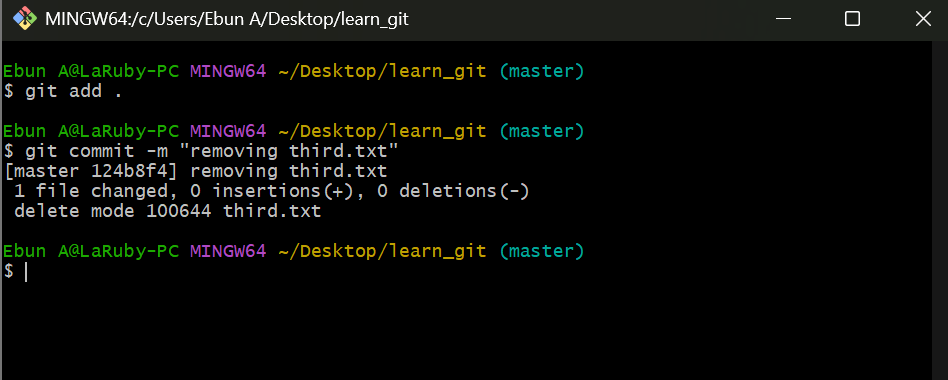 MINGW64:/c/Users/Ebun A/Desktop/learn_git
Ebun A@LaRuby-PC MINGW64 ~/Desktop/learn_git (master)
$ git add .
Ebun A@LaRuby-PC MINGW64 ~/Desktop/learn_git (master)
$ git commit -m "removing third.txt"
[master 124b8f4] removing third.txt
 1 file changed, 0 insertions(+), 0 deletions(-)
 delete mode 100644 third.txt
Ebun A@LaRuby-PC MINGW64 ~/Desktop/learn_git (master)
$